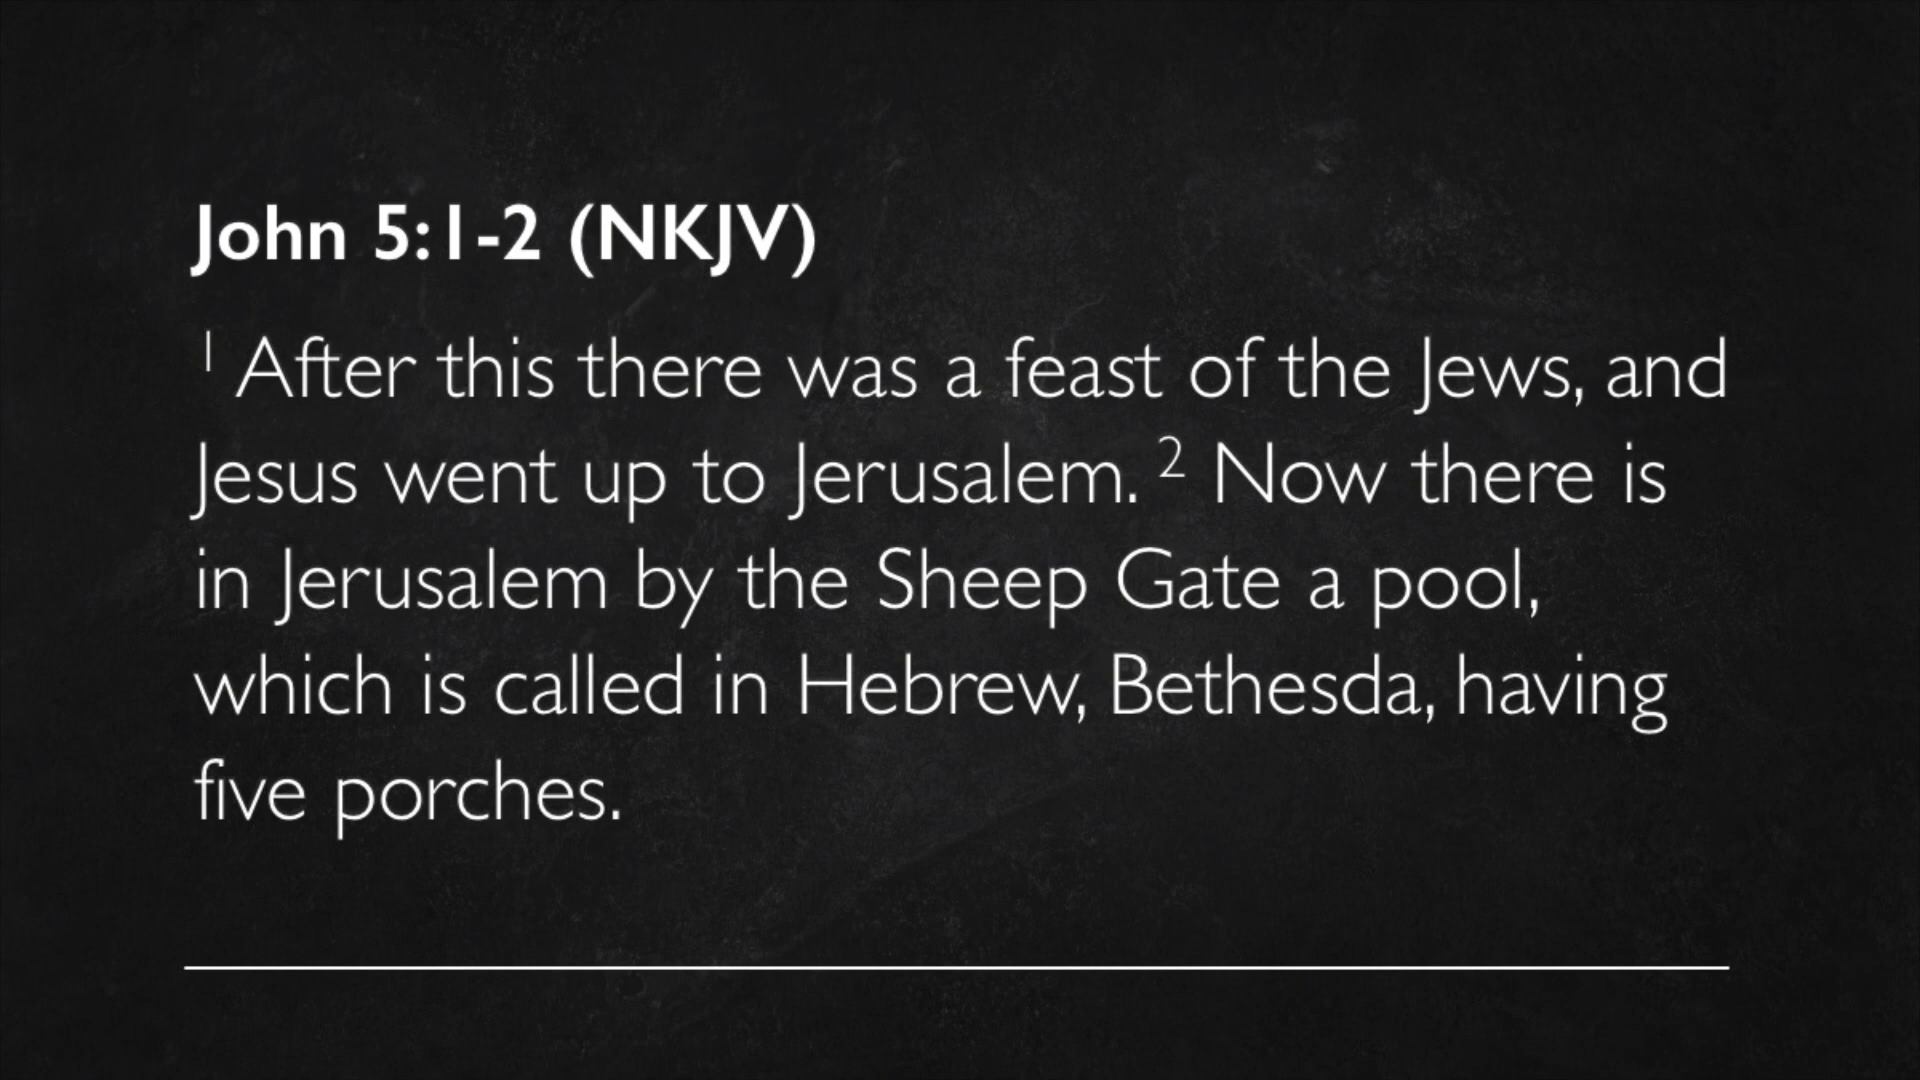 John 5:1-2 (NKJV)
1 After this there was a feast of the Jews, and
Jesus went up to Jerusalem. 2 Now there is
in Jerusalem by the Sheep Gate a pool,
which is called in Hebrew, Bethesda, having
five porches.